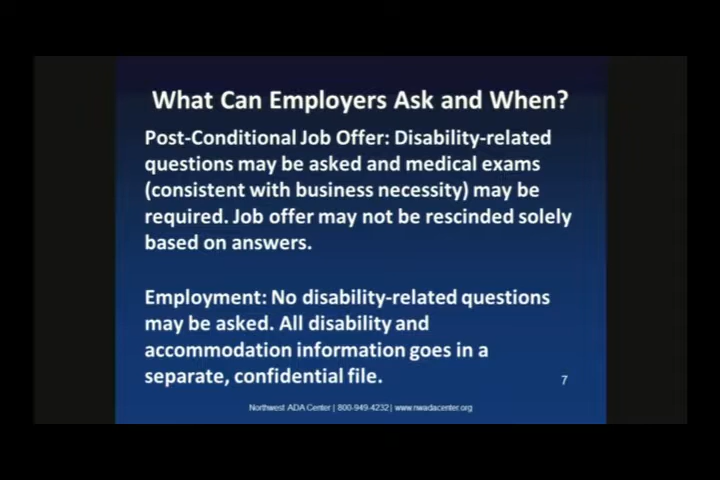 What Can Employers Ask and When?
Post-Conditional Job Offer: Disability-related
questions may be asked and medical exams
(consistent with business necessity) may be
required. Job offer may not be rescinded solely
based on answers.
Employment: No disability-related questions
may be asked. All disability and
accommodation information goes in a
separate, confidential file.
7
Northwest ADA Center | 800-949-4232 | www.nwadacenter.org